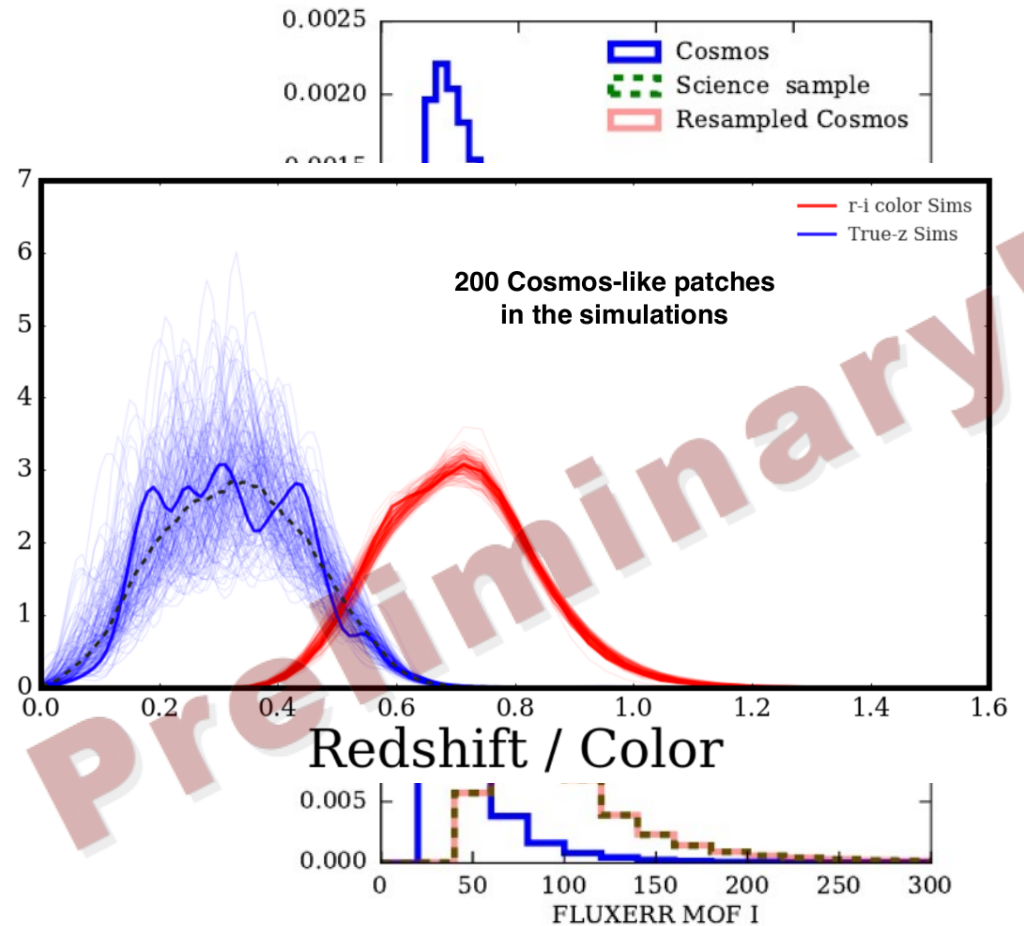 0.0025
Cosmos
Science sample
0.0020
Resampled Cosmos
0.0015
7
r-i color Sims
True-z Sims
6
200 Cosmos-like patches
in the simulations
5
4
3
2
1
0
0.0 0.2 0.4 0.6 0.8 1.0 1.2 1.4 1.6
Redshift / Color
Preliminary
0.005
0.000
0 50 100 150 200 250 300
FLUXERR MOF I